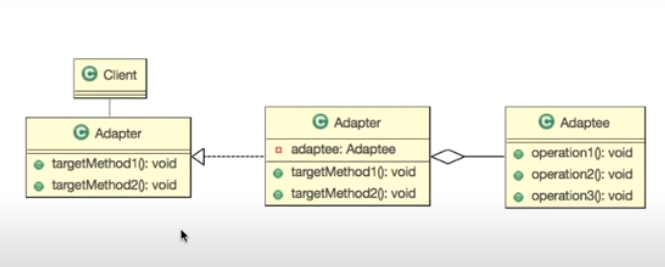 C Client
C Adapter
targetMethod1(): void
targetMethod2(): void
C Adapter
adaptee: Adaptee
targetMethod1(): void
targetMethod2(): void
C Adaptee
operation1(): void
operation2(): void
operation3(): void